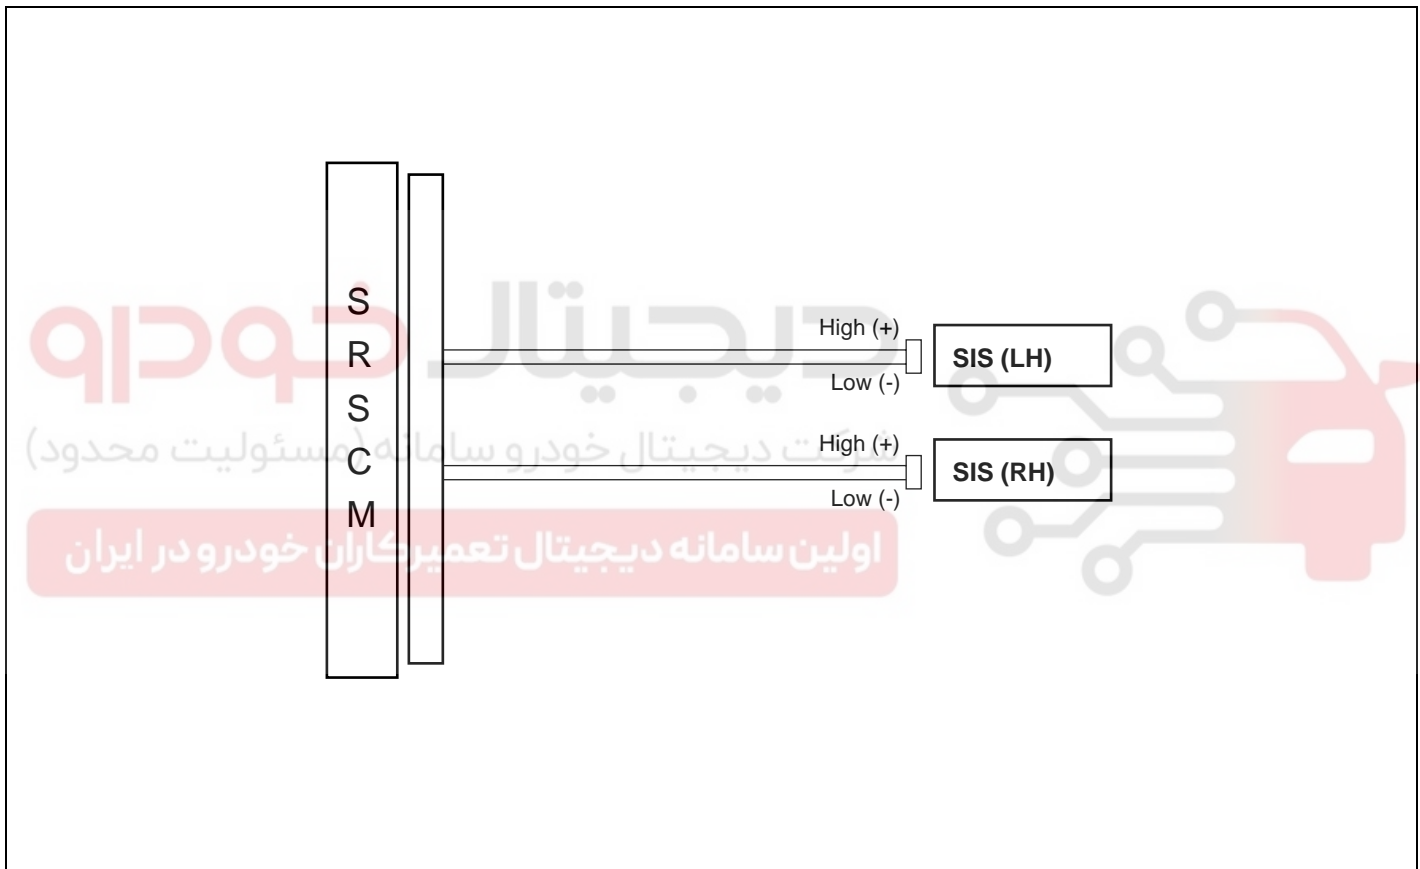 S
R
S
C
M
High (+)
SIS (LH)
Low (-)
High (+)
SIS (RH)
Low (-)
دیجیتال خودرو
شرکت دیجیتال خودرو سامانه (مسئولیت محدود)
اولین سامانه دیجیتال تعمیرکاران خودرو در ایران